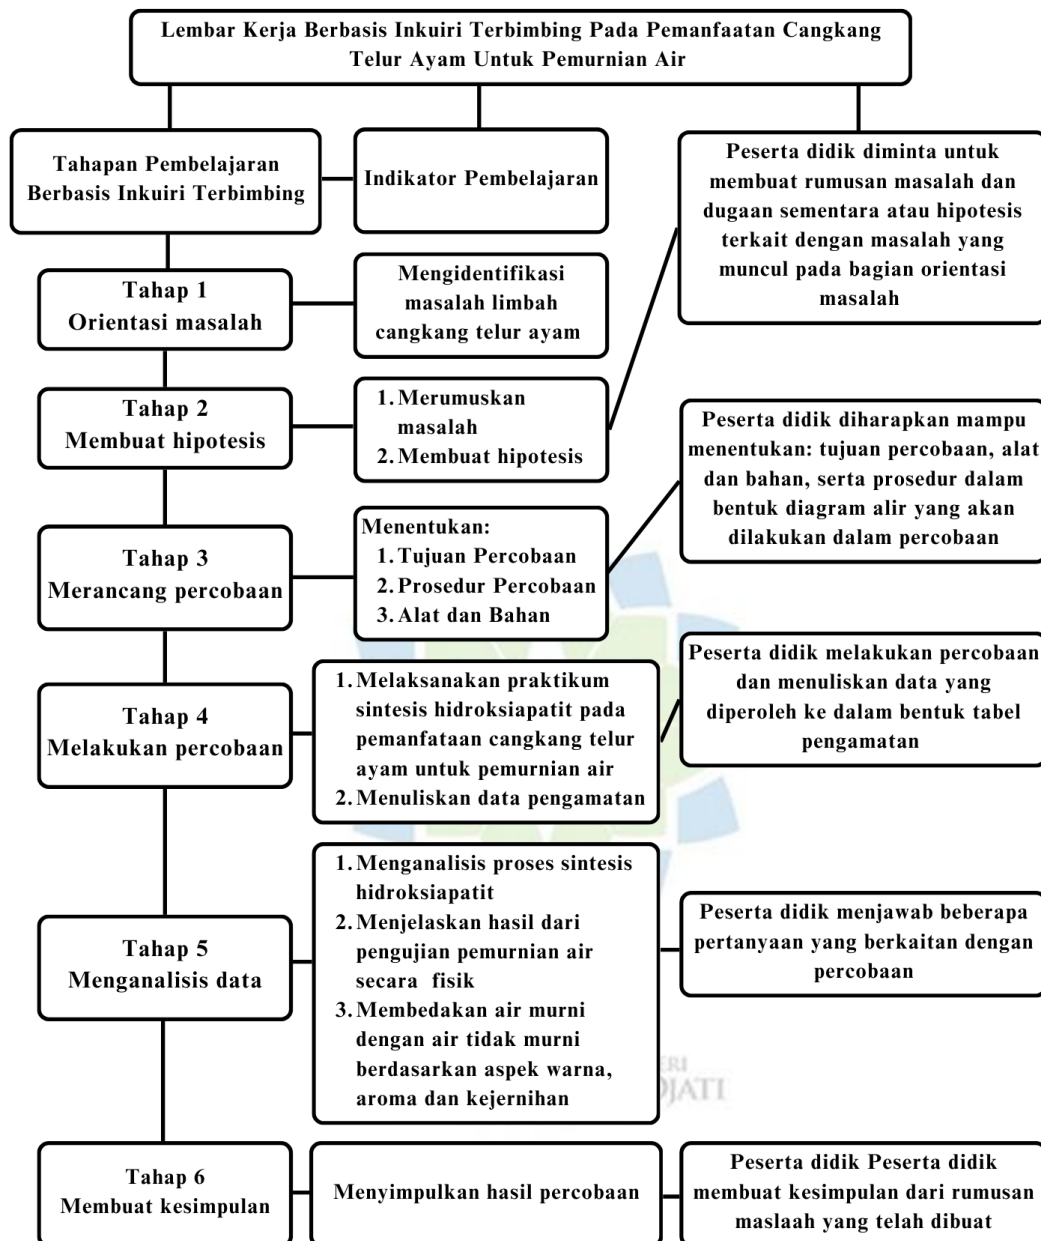 Lembar Kerja Berbasis Inkuiri Terbimbing Pada Pemanfaatan Cangkang
Telur Ayam Untuk Pemurnian Air
Tahapan Pembelajaran
Berbasis Inkuiri Terbimbing
Indikator Pembelajaran
Peserta didik diminta untuk
membuat rumusan masalah dan
dugaan sementara atau hipotesis
terkait dengan masalah yang
muncul pada bagian orientasi
masalah
Tahap 1
Orientasi masalah
Mengidentifikasi
masalah limbah
cangkang telur ayam
Tahap 2
Membuat hipotesis
1. Merumuskan
masalah
2. Membuat hipotesis
Peserta didik diharapkan mampu
menentukan: tujuan percobaan, alat
dan bahan, serta prosedur dalam
bentuk diagram alir yang akan
dilakukan dalam percobaan
Tahap 3
Merancang percobaan
Menentukan:
1. Tujuan Percobaan
2. Prosedur Percobaan
3. Alat dan Bahan
Tahap 4
Melakukan percobaan
1. Melaksanakan praktikum
sintesis hidroksiapatit pada
pemanfataan cangkang telur
ayam untuk pemurnian air
2. Menuliskan data pengamatan
Peserta didik melakukan percobaan
dan menuliskan data yang
diperoleh ke dalam bentuk tabel
pengamatan
Tahap 5
Menganalisis data
1. Menganalisis proses sintesis
hidroksiapatit
2. Menjelaskan hasil dari
pengujian pemurnian air
secara fisik
3. Membedakan air murni
dengan air tidak murni
berdasarkan aspek warna,
aroma dan kejernihan
Peserta didik menjawab beberapa
pertanyaan yang berkaitan dengan
percobaan
ERI
DJATI
Tahap 6
Membuat kesimpulan
Menyimpulkan hasil percobaan
Peserta didik Peserta didik
membuat kesimpulan dari rumusan
maslaah yang telah dibuat